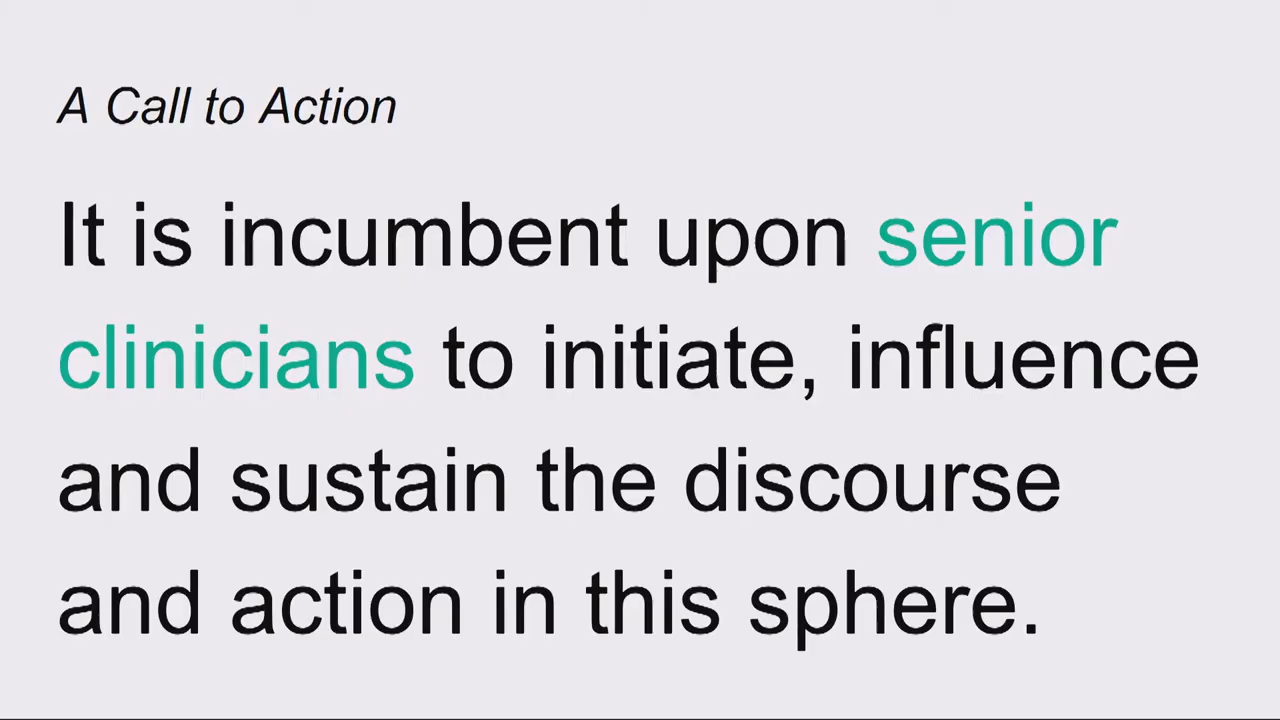 A Call to Action
It is incumbent upon senior
clinicians to initiate, influence
and sustain the discourse
and action in this sphere.